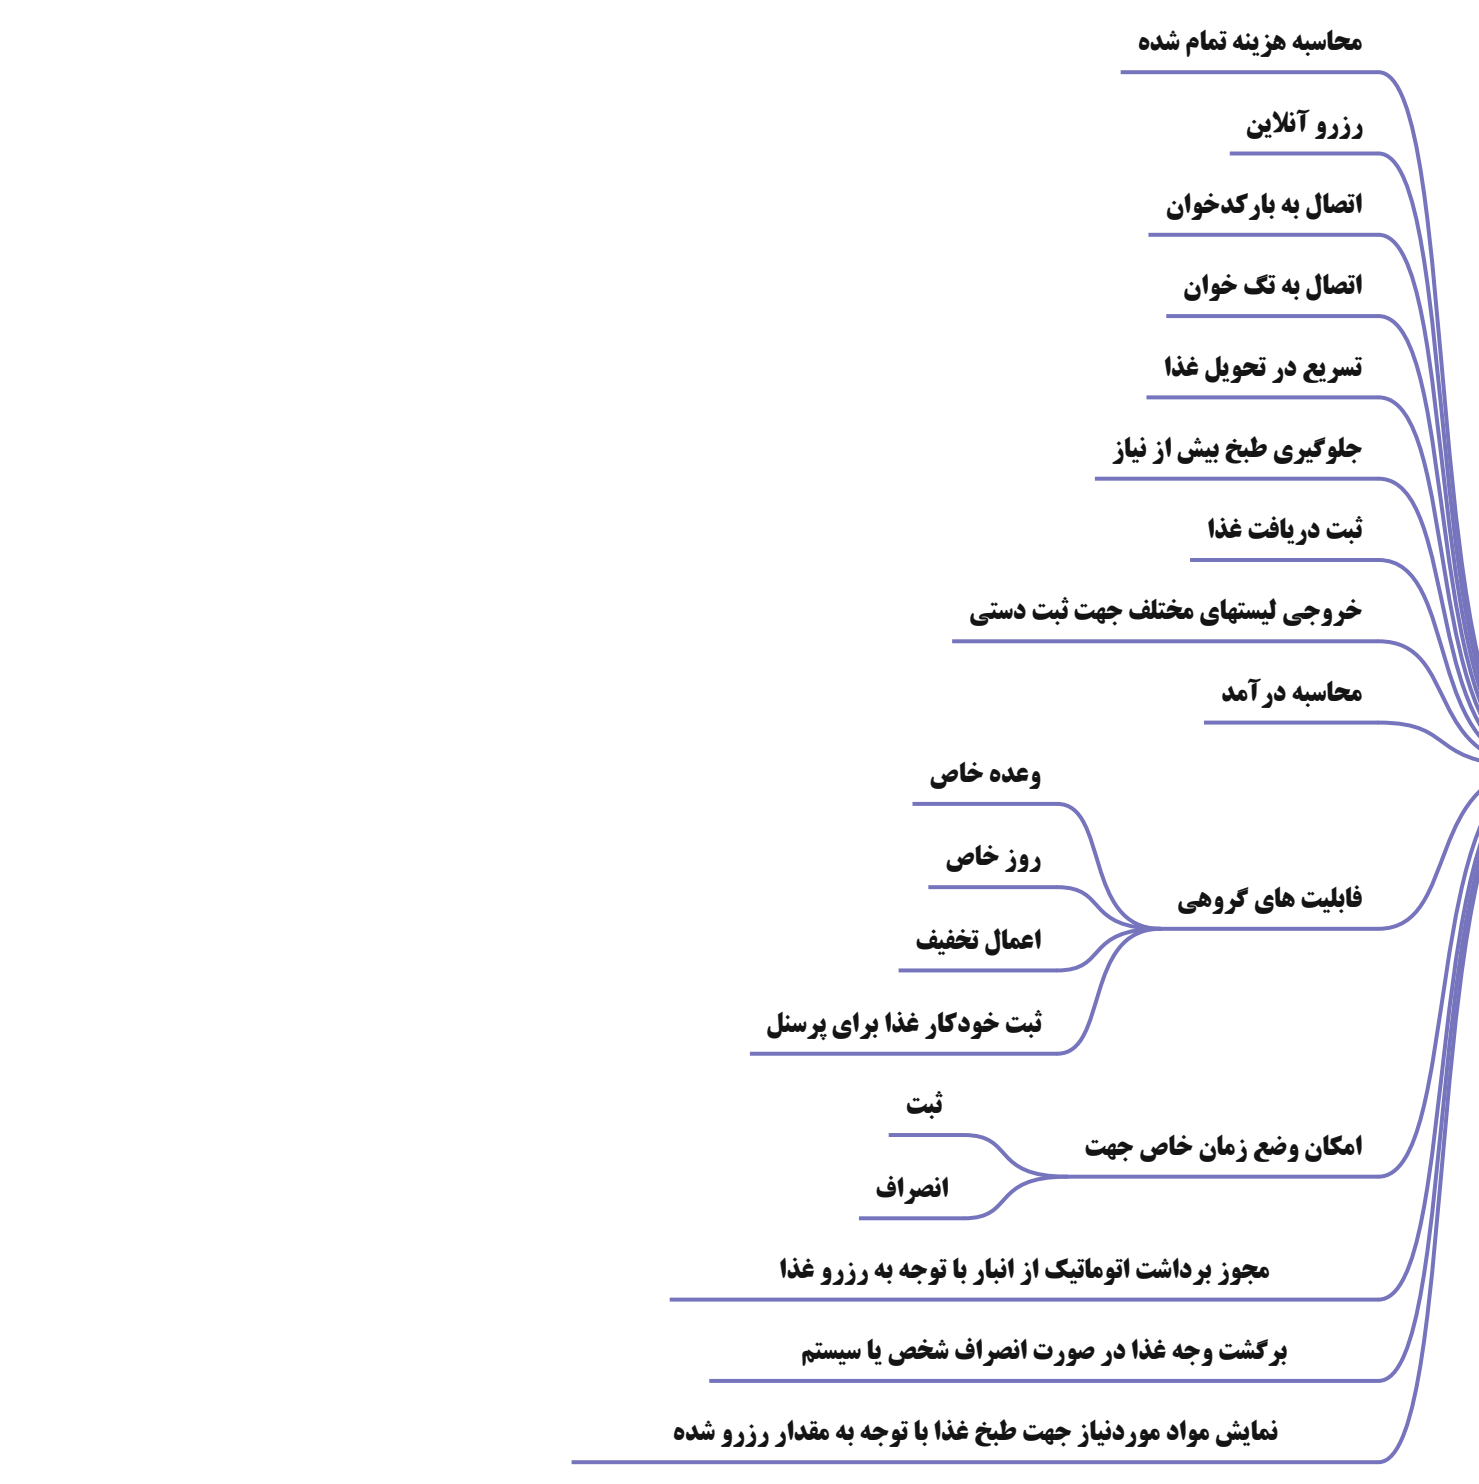 محاسبه هزینه تمام شده
رزرو آنلاین
اتصال به بارکدخوان
اتصال به تگ خوان
تسریع در تحویل غذا
جلوگیری طبخ بیش از نیاز
ثبت دریافت غذا
خروجی لیستهای مختلف جهت ثبت دستی
محاسبه درآمد
فابلیت های گروهی
وعده خاص
روز خاص
اعمال تخفیف
ثبت خودکار غذا برای پرسنل
امکان وضع زمان خاص جهت
ثبت
انصراف
مجوز برداشت اتوماتیک از انبار با توجه به رزرو غذا
برگشت وجه غذا در صورت انصراف شخص یا سیستم
نمایش مواد موردنیاز جهت طبخ غذا با توجه به مقدار رزرو شده